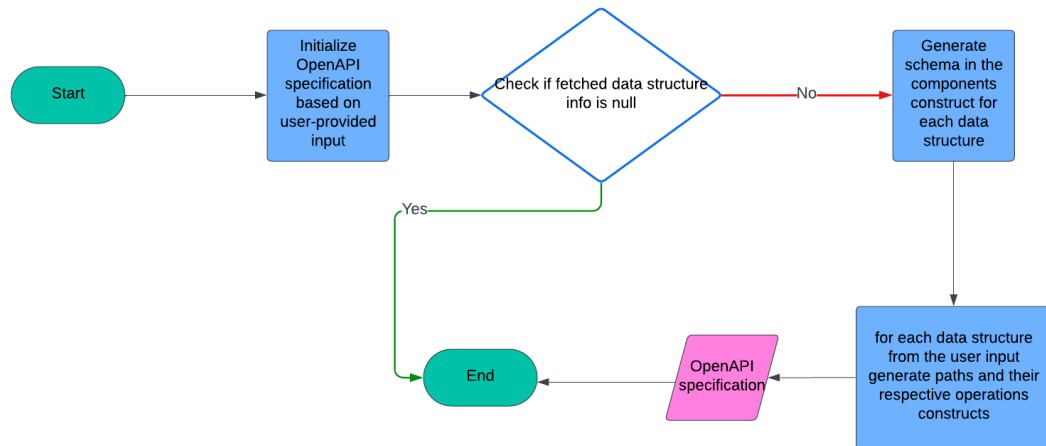 Start
Initialize
OpenAPI
specification
based on
user-provided
input
Check if fetched data structure
info is null
No
Generate
schema in the
components
construct for
each data
structure
Yes
for each data structure
from the user input
generate paths and their
respective operations
constructs
OpenAPI
specification
End